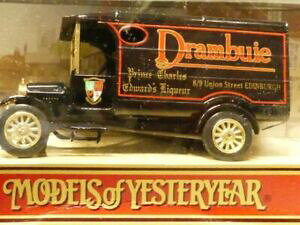 Drambuie
Prince Charles
Edward's Liqueur
8/9 Union Street EDINBURGH
MODELS of YESTERYEAR